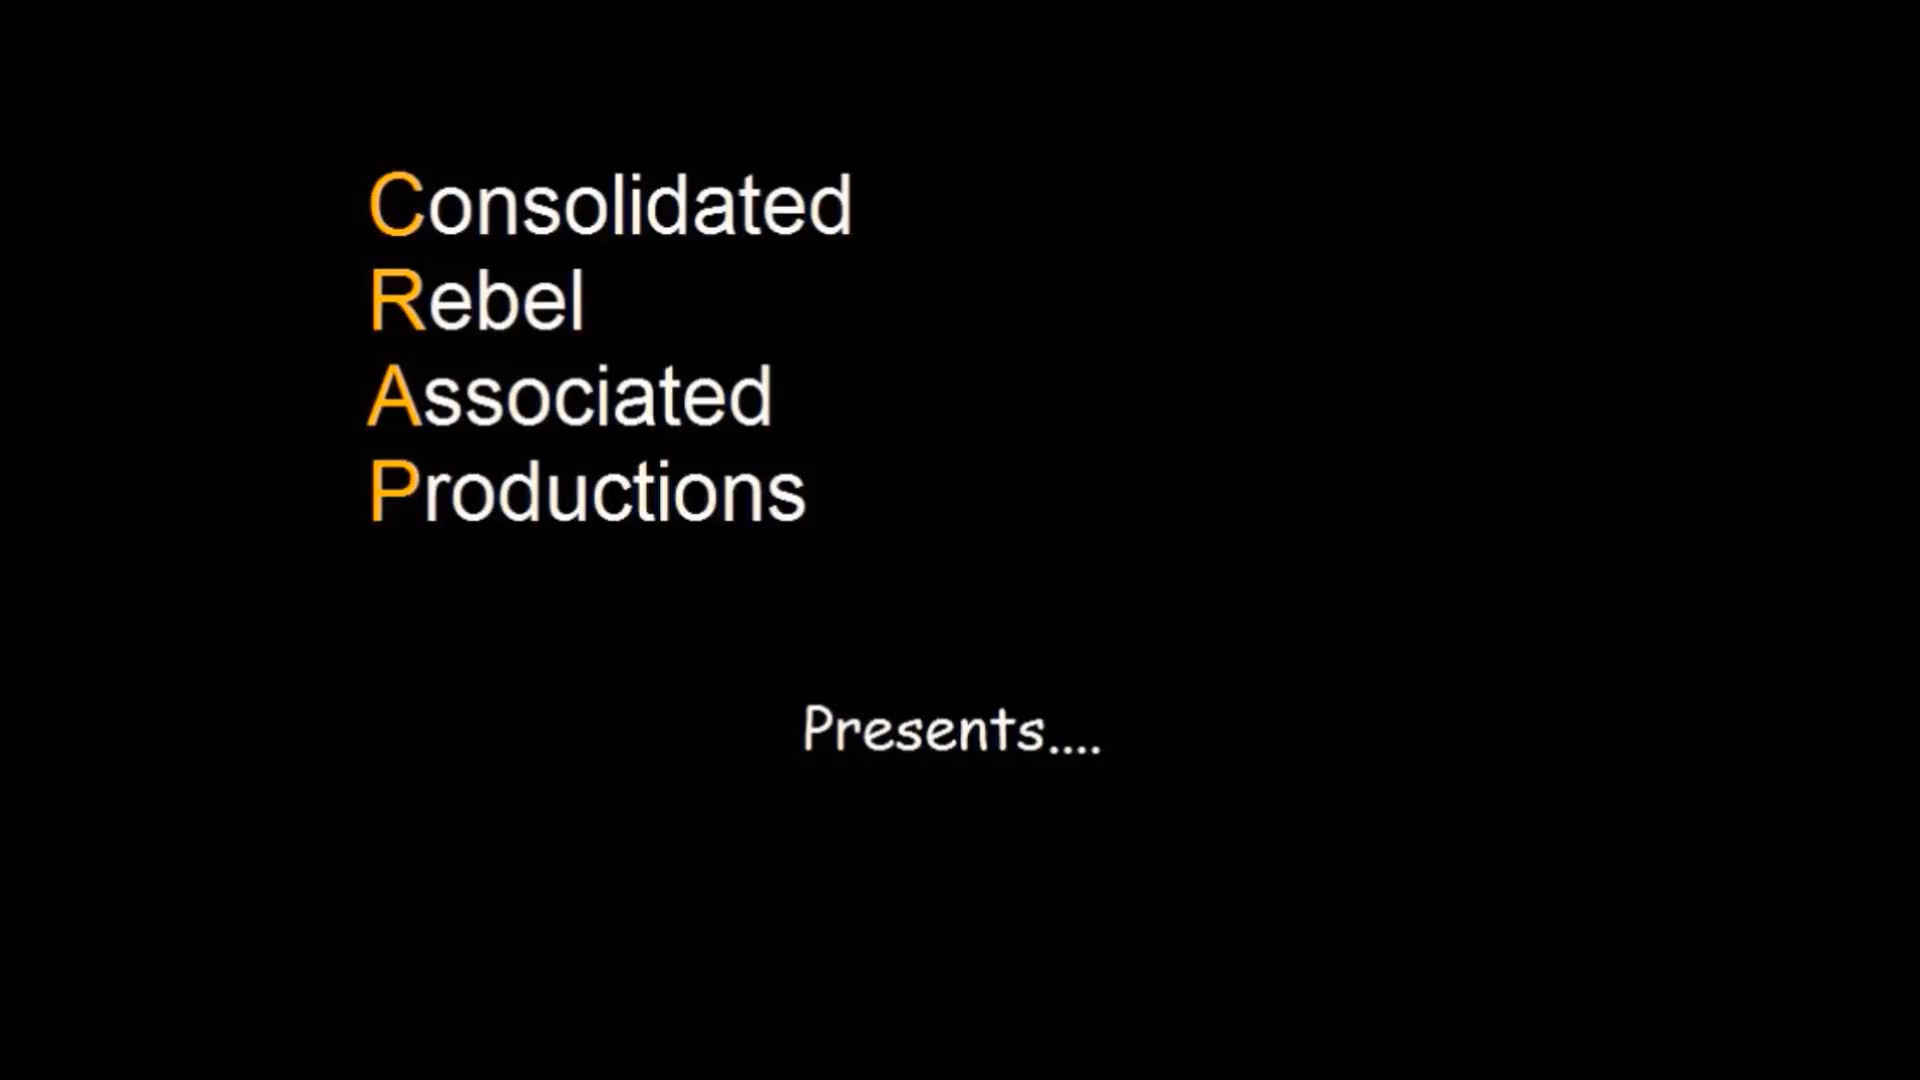 Consolidated
Rebel
Associated
Productions
Presents....